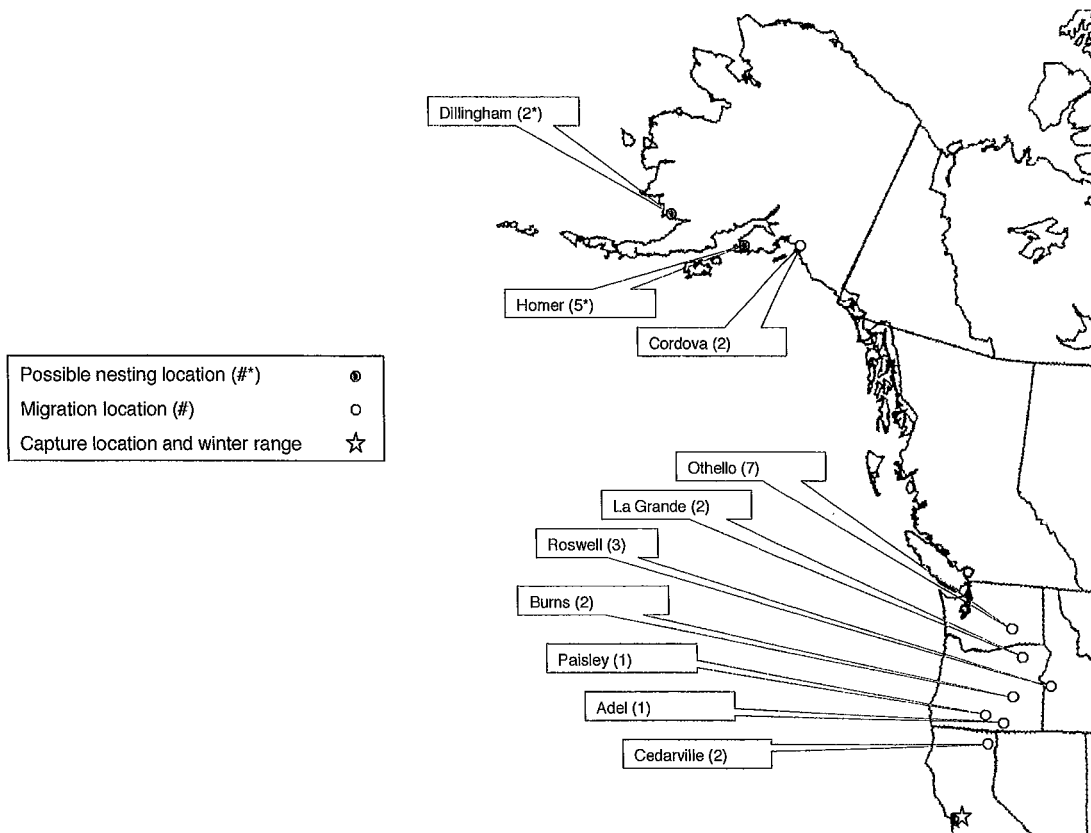 Dillingham (2*)
Homer (5*)
Cordova (2)
Possible nesting location (#*)
Migration location (#)
Capture location and winter range
Othello (7)
La Grande (2)
Roswell (3)
Burns (2)
Paisley (1)
Adel (1)
Cedarville (2)